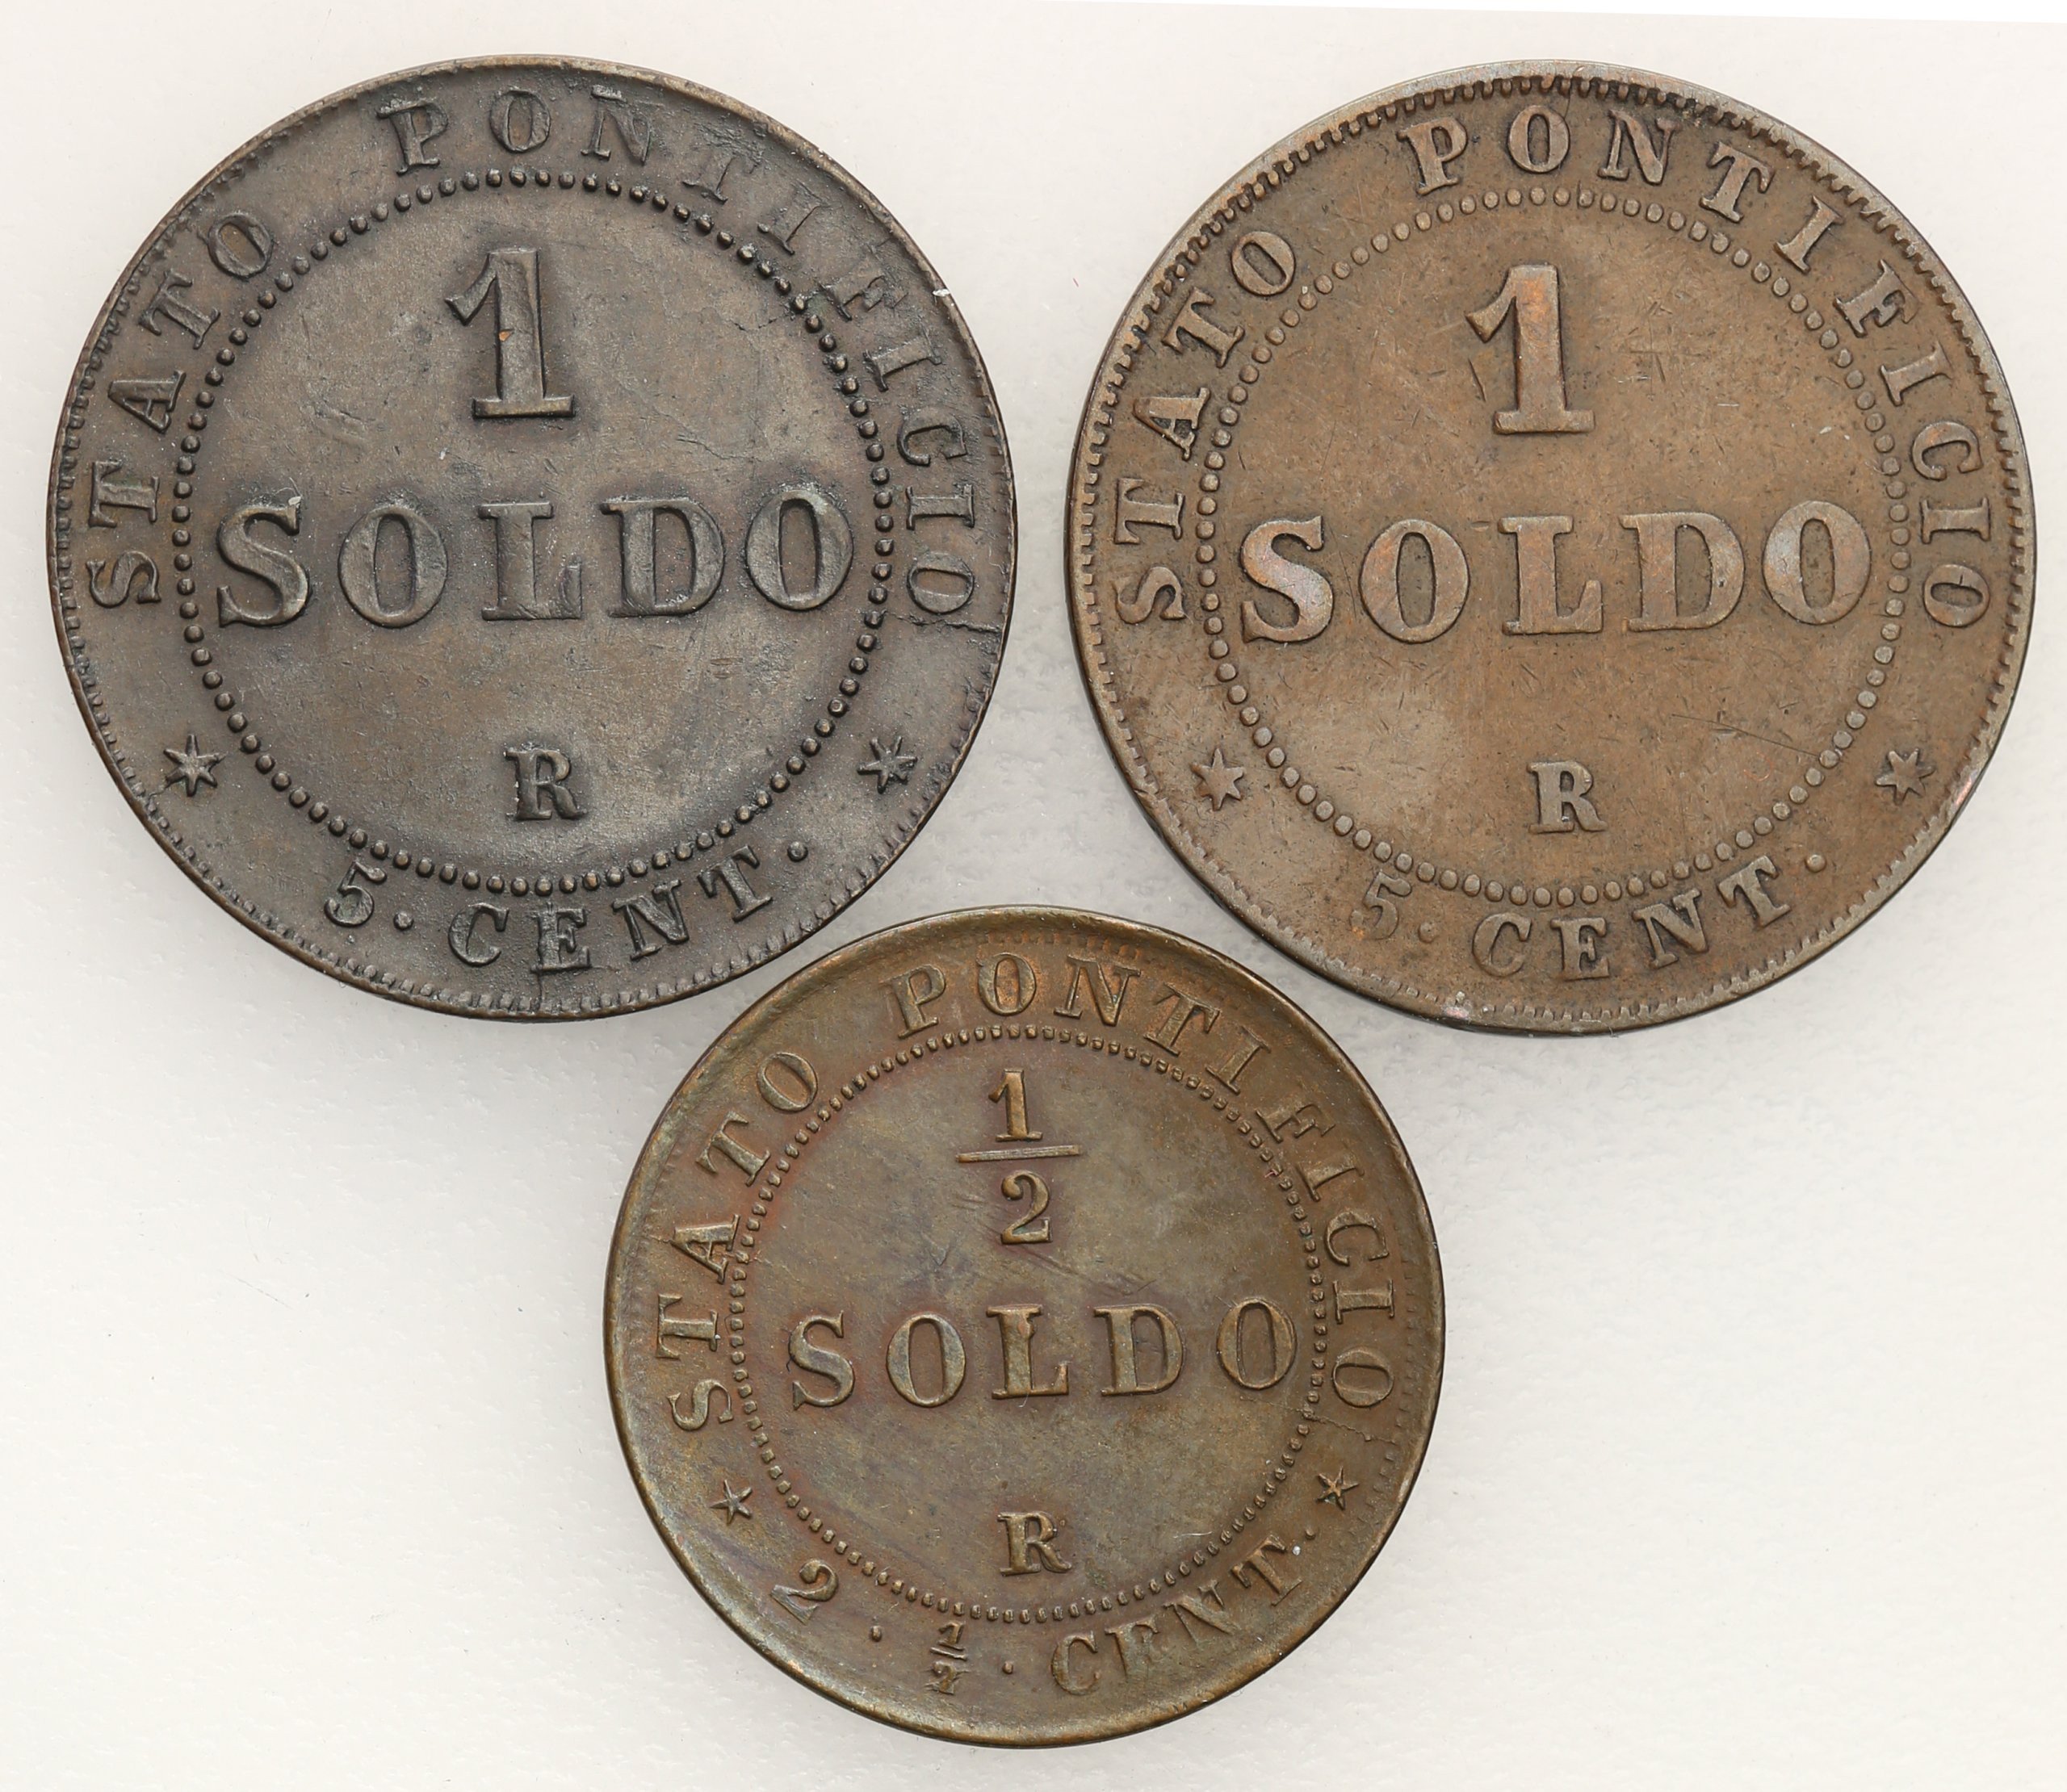 STATO PONTIFICIO
1
SOLDO
R
★ 5 · CENT · ★
STATO PONTIFICIO
1
SOLDO
R
★ 5 · CENT · ★
STATO PONTIFICIO
1/2
SOLDO
R
★ 2 · 1/2 · CENT · ★